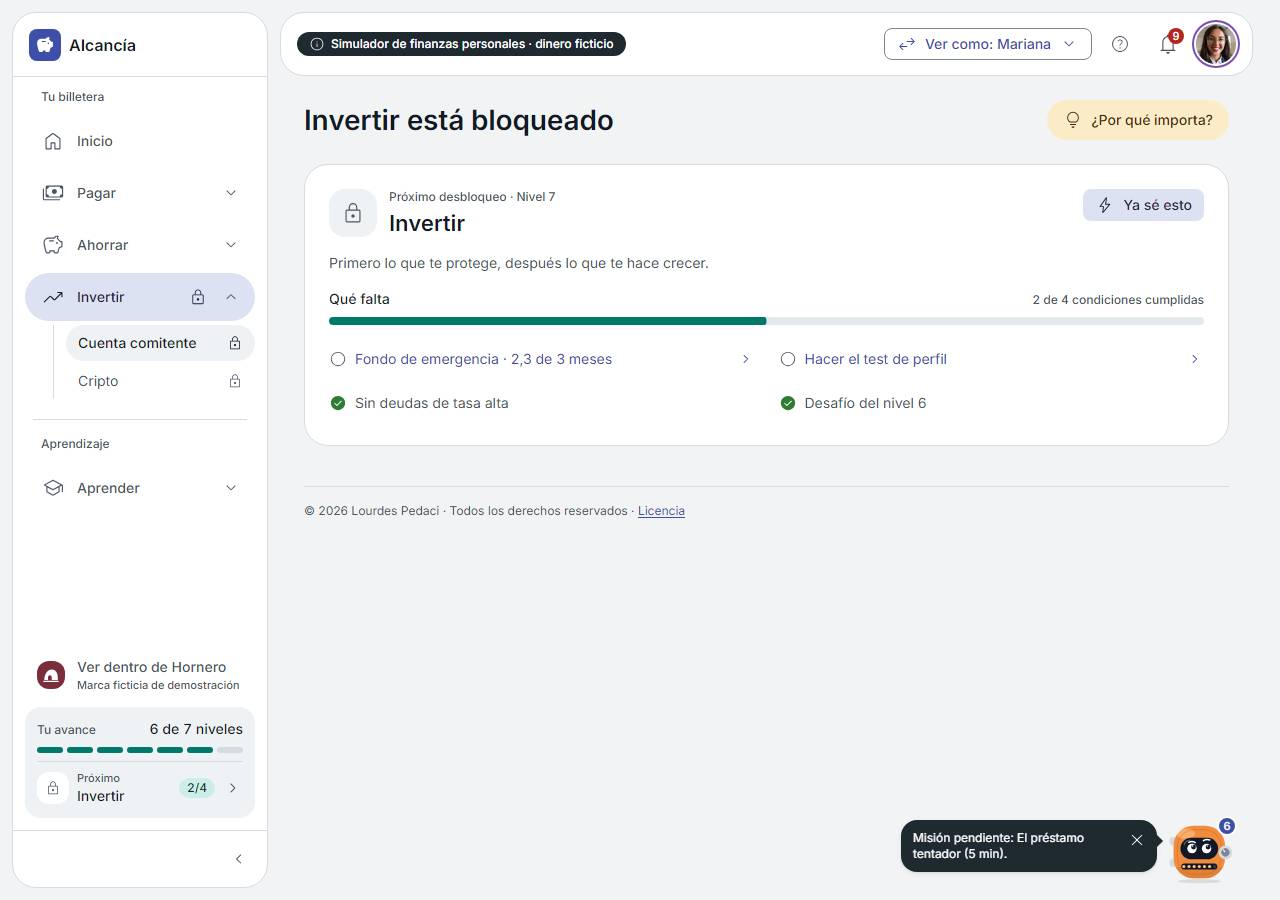 Alcancía
Tu billetera
Inicio
Pagar
Ahorrar
Invertir
Cuenta comitente
Cripto
Aprendizaje
Aprender
Ver dentro de Hornero
Marca ficticia de demostración
Tu avance
6 de 7 niveles
Próximo
Invertir
2/4
Simulador de finanzas personales · dinero ficticio
Ver como: Mariana
9
Invertir está bloqueado
¿Por qué importa?
Próximo desbloqueo · Nivel 7
Invertir
Ya sé esto
Primero lo que te protege, después lo que te hace crecer.
Qué falta
2 de 4 condiciones cumplidas
Fondo de emergencia · 2,3 de 3 meses
Hacer el test de perfil
Sin deudas de tasa alta
Desafío del nivel 6
© 2026 Lourdes Pedaci · Todos los derechos reservados · Licencia
Misión pendiente: El préstamo
tentador (5 min).
6